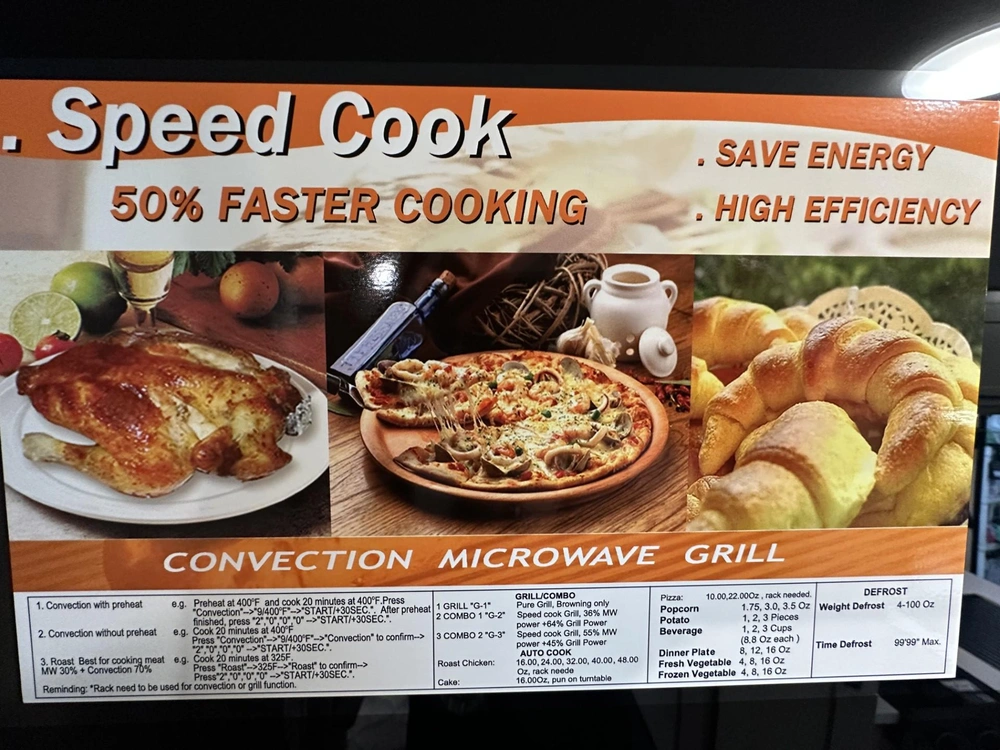 . Speed Cook
50% FASTER COOKING
. SAVE ENERGY
. HIGH EFFICIENCY
CONVECTION MICROWAVE GRILL
1. Convection with preheat e.g. Preheat at 400°F and cook 20 minutes at 400°F.Press
"Convection"-->"9/400°F"-->"START/+30SEC.". After preheat
finished, press "2","0","0","0" -->"START/+30SEC.".
2. Convection without preheat e.g. Cook 20 minutes at 400°F
Press "Convection"-->"9/400°F"-->"Convection" to confirm-->
"2","0","0","0" -->"START/+30SEC.".
3. Roast Best for cooking meat e.g. Cook 20 minutes at 325F.
MW 30% + Convection 70% Press "Roast"-->325F-->"Roast" to confirm-->
Press"2","0","0","0" -->"START/+30SEC.".
Reminding: *Rack need to be used for convection or grill function.
GRILL/COMBO
1 GRILL "G-1" Pure Grill, Browning only
2 COMBO 1 "G-2" Speed cook Grill, 36% MW
power +64% Grill Power
3 COMBO 2 "G-3" Speed cook Grill, 55% MW
power +45% Grill Power
AUTO COOK
Roast Chicken: 16.00, 24.00, 32.00, 40.00, 48.00
Oz, rack neede
Cake: 16.00Oz, pun on turntable
Pizza: 10.00,22.00Oz , rack needed.
Popcorn 1.75, 3.0, 3.5 Oz
Potato 1, 2, 3 Pieces
Beverage 1, 2, 3 Cups
(8,8 Oz each )
Dinner Plate 8, 12, 16 Oz
Fresh Vegetable 4, 8, 16 Oz
Frozen Vegetable 4, 8, 16 Oz
DEFROST
Weight Defrost 4-100 Oz
Time Defrost 99'99" Max.